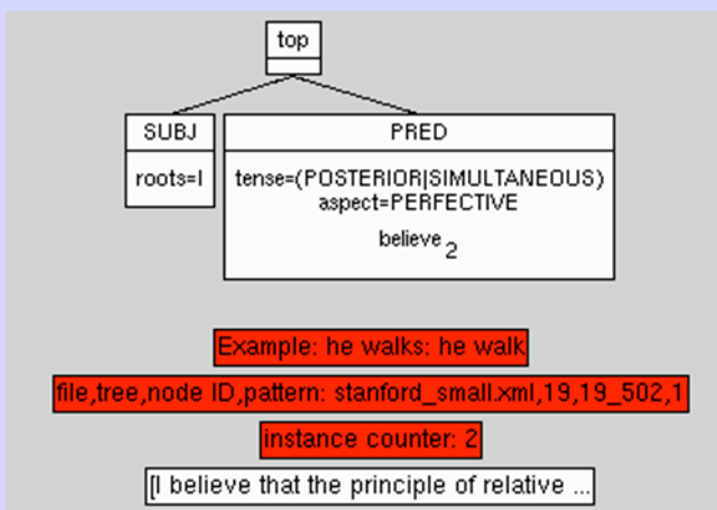 top
SUBJ
roots=I
PRED
tense=(POSTERIOR|SIMULTANEOUS)
aspect=PERFECTIVE
believe 2
Example: he walks: he walk
file,tree,node ID,pattern: stanford_small.xml,19,19_502,1
instance counter: 2
[I believe that the principle of relative ...